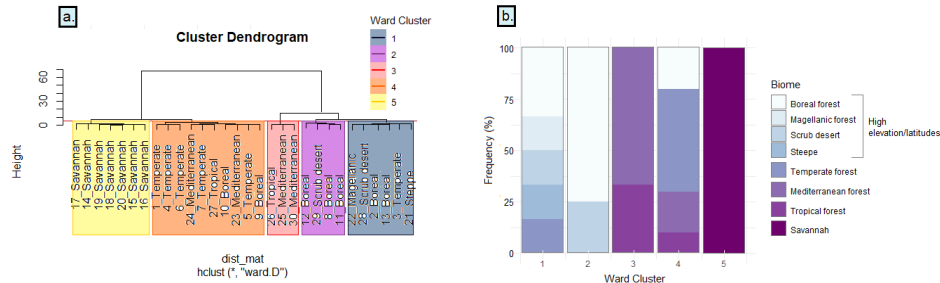 a.
Cluster Dendrogram
Ward Cluster
1
2
3
4
5
Height
0
30
60
17_Savannah
14_Savannah
19_Savannah
18_Savannah
20_Savannah
15_Savannah
16_Savannah
1_Temperate
4_Temperate
6_Temperate
24_Mediterranean
7_Temperate
27_Tropical
10_Boreal
23_Mediterranean
5_Temperate
9_Boreal
26_Tropical
25_Mediterranean
30_Mediterranean
12_Boreal
29_Scrub desert
8_Boreal
11_Boreal
22_Magellanic
28_Scrub desert
2_Boreal
13_Boreal
3_Temperate
21_Steppe
dist_mat
hclust (*, "ward.D")
b.
Frequency (%)
100
75
50
25
0
1 2 3 4 5
Ward Cluster
Biome
Boreal forest
Magellanic forest
Scrub desert
Steepe
Temperate forest
Mediterranean forest
Tropical forest
Savannah
High
elevation/latitudes